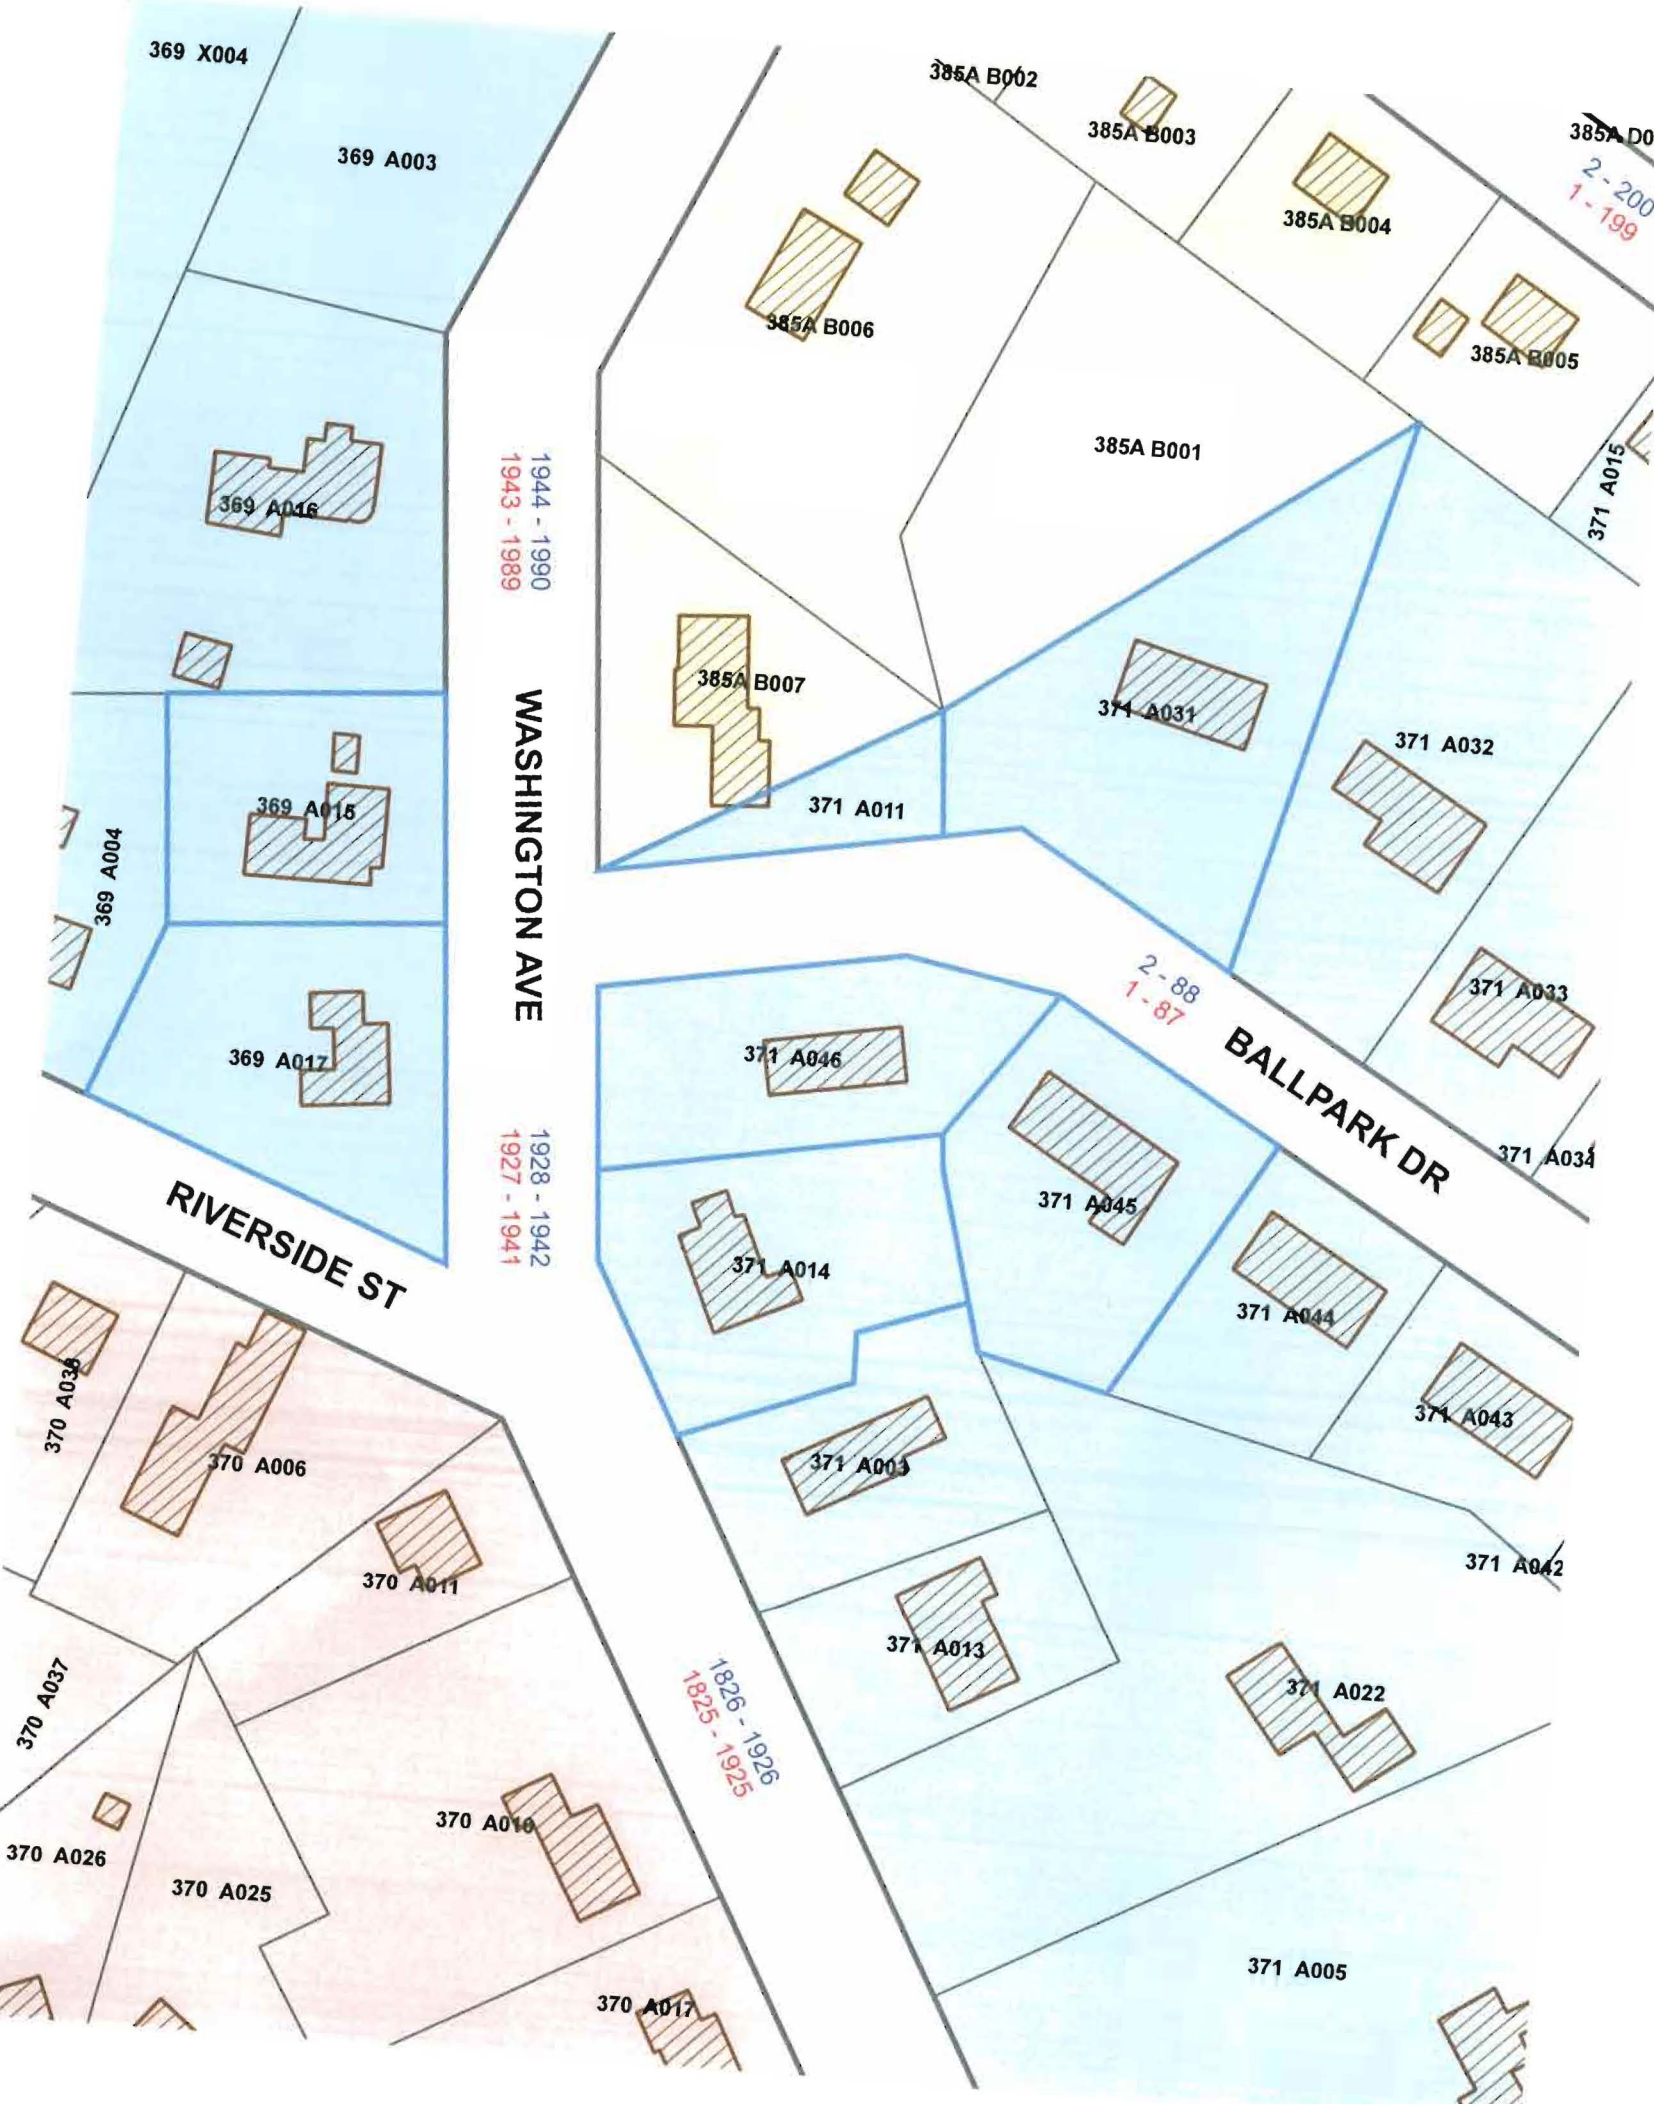 369 X004
369 A003
385A B002
385A B003
385A B004
385A D0
2 - 200
1 - 199
385A B006
385A B005
385A B001
371 A015
369 A016
1944 - 1990
1943 - 1989
385A B007
371 A031
371 A032
369 A015
371 A011
369 A004
WASHINGTON AVE
2 - 88
1 - 87
371 A033
369 A017
371 A046
BALLPARK DR
371 A034
371 A045
1928 - 1942
1927 - 1941
RIVERSIDE ST
371 A014
371 A044
371 A043
370 A006
371 A003
370 A011
371 A042
371 A013
371 A022
370 A037
1826 - 1926
1825 - 1925
370 A010
370 A026
370 A025
371 A005
370 A017